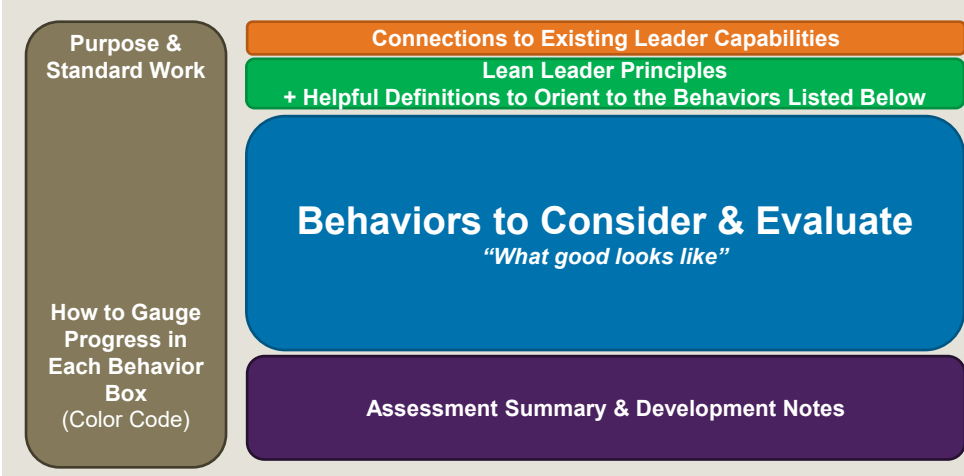 Purpose &
Standard Work
How to Gauge
Progress in
Each Behavior
Box
(Color Code)
Connections to Existing Leader Capabilities
Lean Leader Principles
+ Helpful Definitions to Orient to the Behaviors Listed Below
Behaviors to Consider & Evaluate
“What good looks like”
Assessment Summary & Development Notes